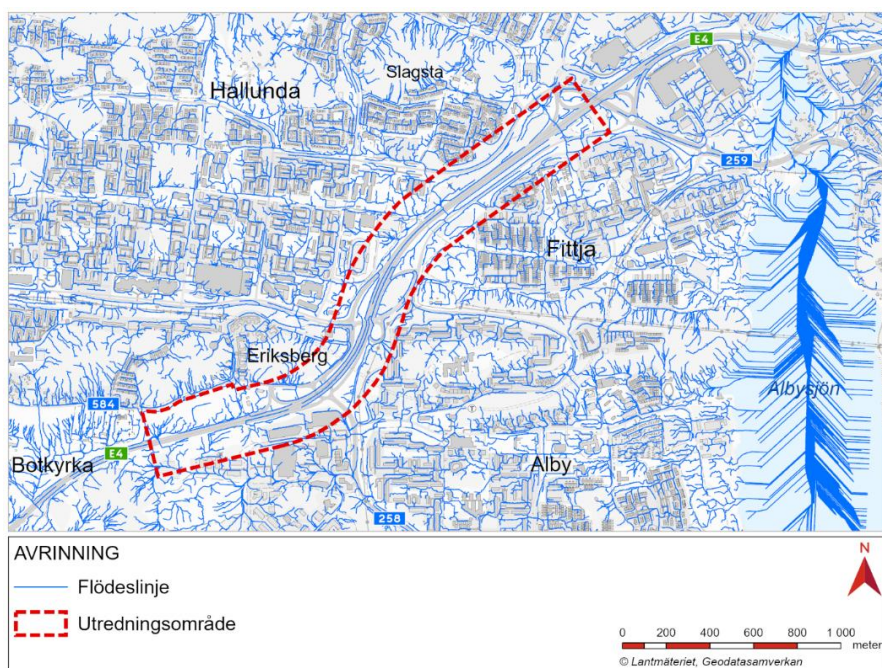 E4
Slagsta
Hallunda
259
Fittja
Eriksberg
584
Albysjön
E4
Botkyrka
Alby
258
AVRINNING
Flödeslinje
Utredningsområde
N
0 200 400 600 800 1 000
meter
© Lantmäteriet, Geodatasamverkan